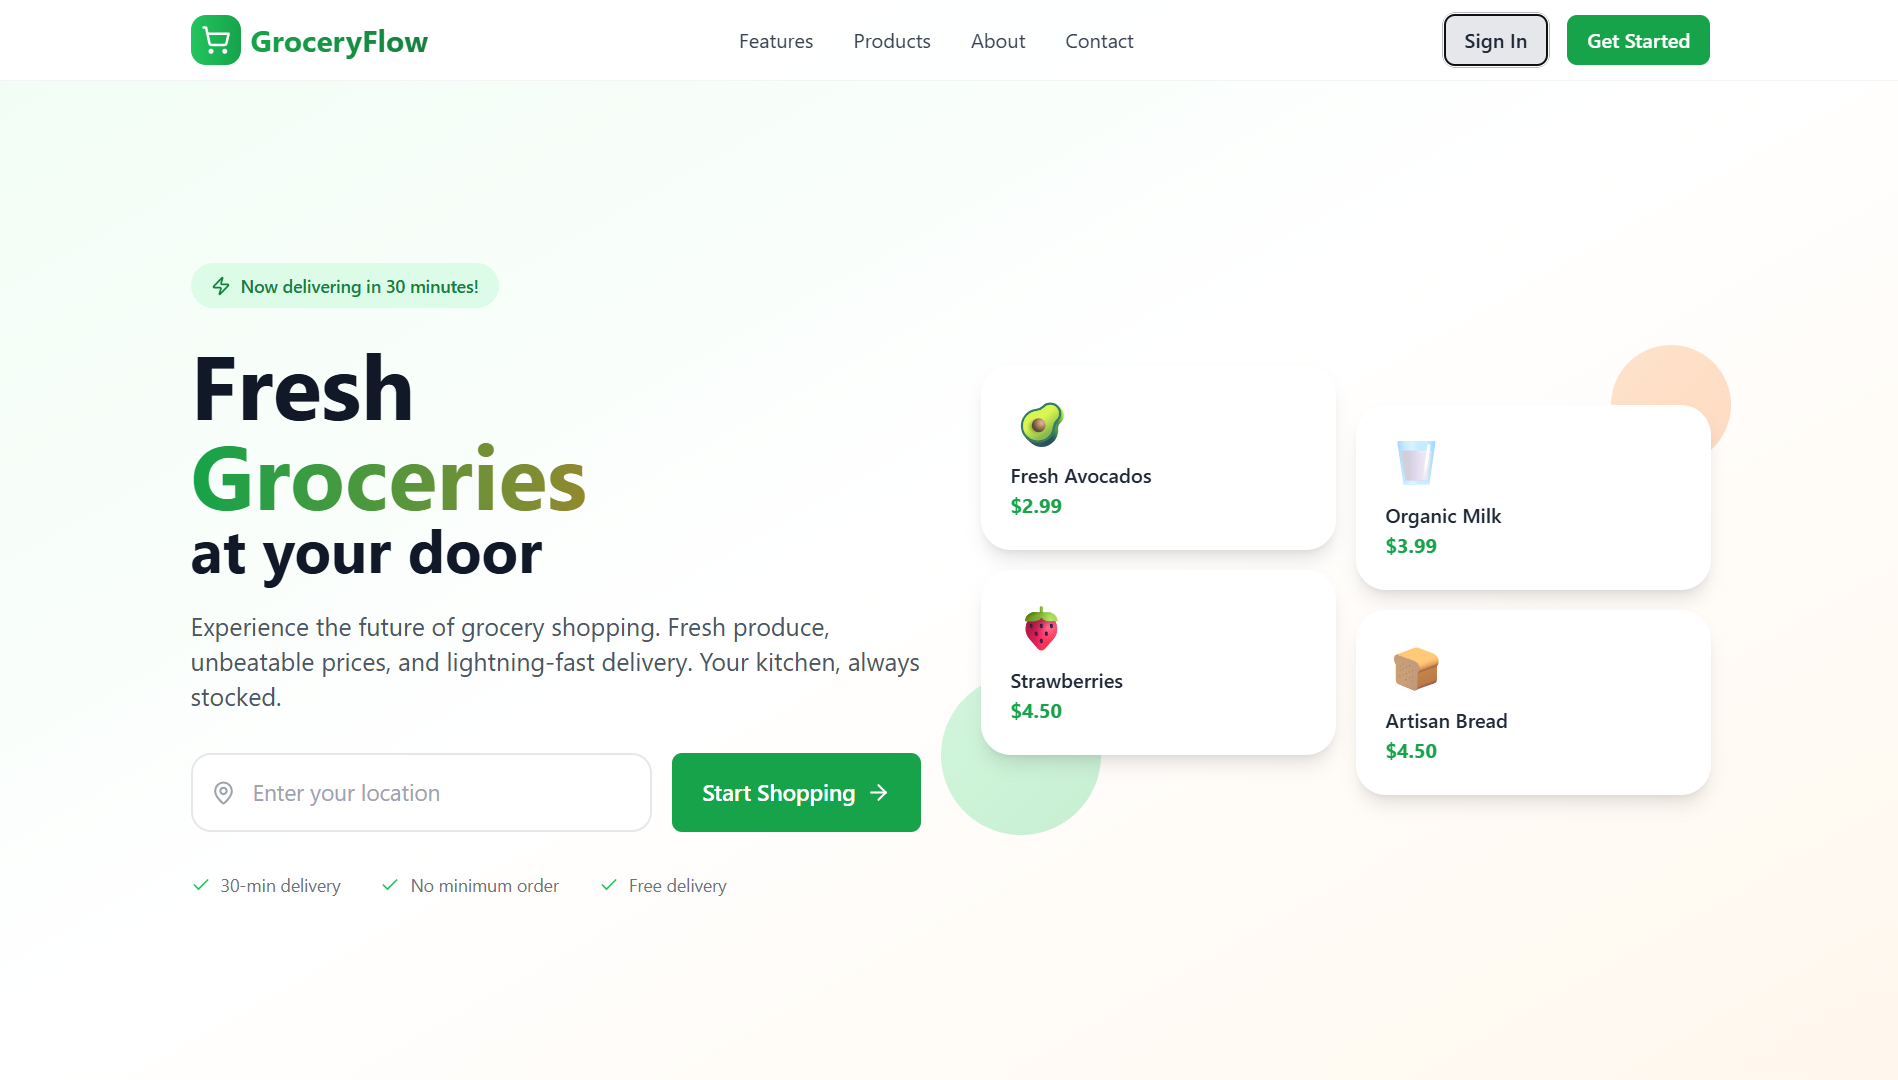 GroceryFlow
Features
Products
About
Contact
Sign In
Get Started
Now delivering in 30 minutes!
Fresh
Groceries
at your door
Experience the future of grocery shopping. Fresh produce,
unbeatable prices, and lightning-fast delivery. Your kitchen, always
stocked.
Enter your location
Start Shopping
30-min delivery
No minimum order
Free delivery
Fresh Avocados
$2.99
Strawberries
$4.50
Organic Milk
$3.99
Artisan Bread
$4.50